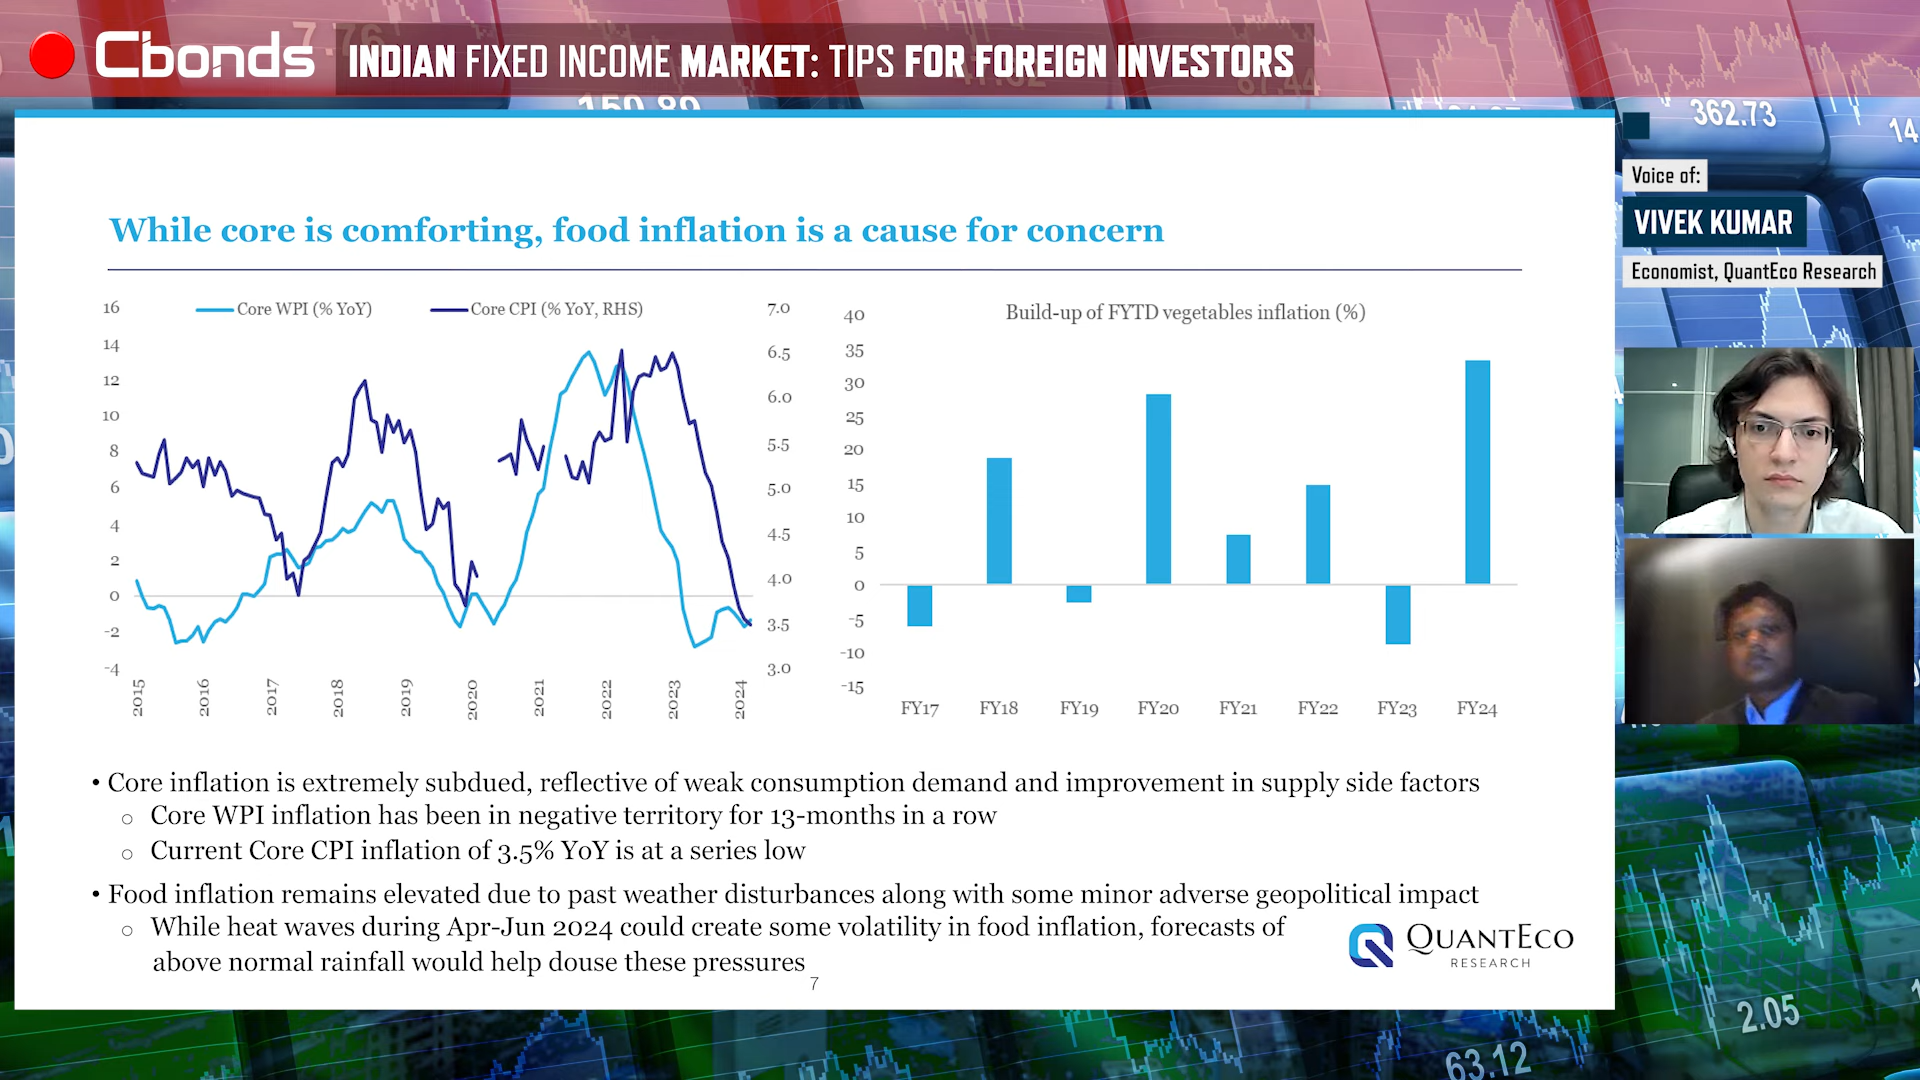 Cbonds
INDIAN FIXED INCOME MARKET: TIPS FOR FOREIGN INVESTORS
7.76
67.44
150.89
362.73
14
Voice of:
VIVEK KUMAR
Economist, QuantEco Research
While core is comforting, food inflation is a cause for concern
Core WPI (% YoY)
Core CPI (% YoY, RHS)
16
14
12
10
8
6
4
2
0
-2
-4
7.0
6.5
6.0
5.5
5.0
4.5
4.0
3.5
3.0
2015
2016
2017
2018
2019
2020
2021
2022
2023
2024
Build-up of FYTD vegetables inflation (%)
40
35
30
25
20
15
10
5
0
-5
-10
-15
FY17
FY18
FY19
FY20
FY21
FY22
FY23
FY24
• Core inflation is extremely subdued, reflective of weak consumption demand and improvement in supply side factors
○ Core WPI inflation has been in negative territory for 13-months in a row
○ Current Core CPI inflation of 3.5% YoY is at a series low
• Food inflation remains elevated due to past weather disturbances along with some minor adverse geopolitical impact
○ While heat waves during Apr-Jun 2024 could create some volatility in food inflation, forecasts of
above normal rainfall would help douse these pressures
7
QUANTECO
RESEARCH
2.05
63.12